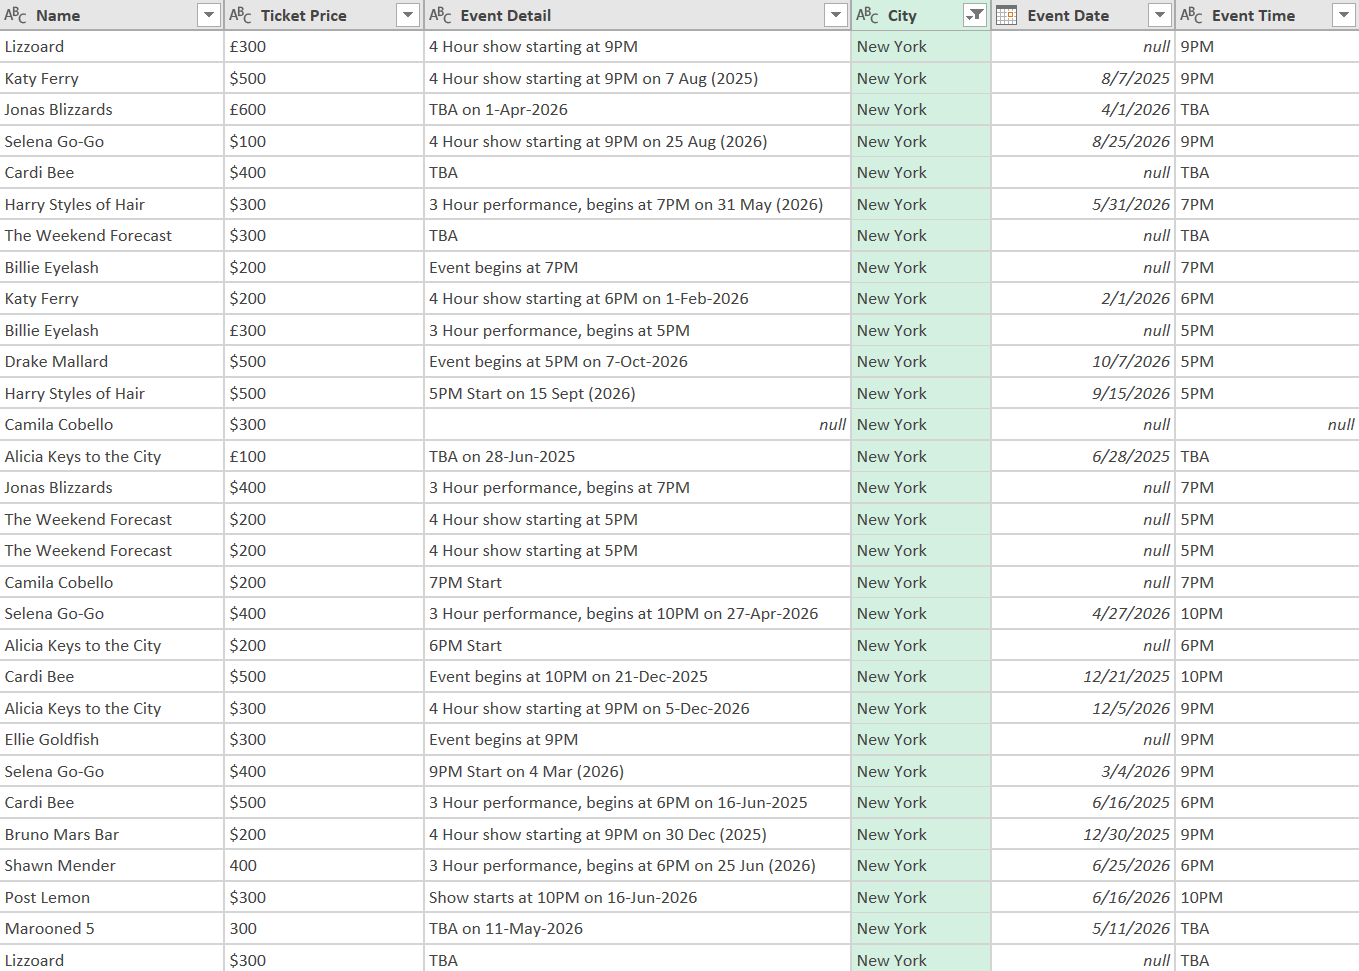 ABC Name ABC Ticket Price ABC Event Detail ABC City Event Date ABC Event Time
Lizzoard £300 4 Hour show starting at 9PM New York null 9PM
Katy Ferry $500 4 Hour show starting at 9PM on 7 Aug (2025) New York 8/7/2025 9PM
Jonas Blizzards £600 TBA on 1-Apr-2026 New York 4/1/2026 TBA
Selena Go-Go $100 4 Hour show starting at 9PM on 25 Aug (2026) New York 8/25/2026 9PM
Cardi Bee $400 TBA New York null TBA
Harry Styles of Hair $300 3 Hour performance, begins at 7PM on 31 May (2026) New York 5/31/2026 7PM
The Weekend Forecast $300 TBA New York null TBA
Billie Eyelash $200 Event begins at 7PM New York null 7PM
Katy Ferry $200 4 Hour show starting at 6PM on 1-Feb-2026 New York 2/1/2026 6PM
Billie Eyelash £300 3 Hour performance, begins at 5PM New York null 5PM
Drake Mallard $500 Event begins at 5PM on 7-Oct-2026 New York 10/7/2026 5PM
Harry Styles of Hair $500 5PM Start on 15 Sept (2026) New York 9/15/2026 5PM
Camila Cobello $300 null New York null null
Alicia Keys to the City £100 TBA on 28-Jun-2025 New York 6/28/2025 TBA
Jonas Blizzards $400 3 Hour performance, begins at 7PM New York null 7PM
The Weekend Forecast $200 4 Hour show starting at 5PM New York null 5PM
The Weekend Forecast $200 4 Hour show starting at 5PM New York null 5PM
Camila Cobello $200 7PM Start New York null 7PM
Selena Go-Go $400 3 Hour performance, begins at 10PM on 27-Apr-2026 New York 4/27/2026 10PM
Alicia Keys to the City $200 6PM Start New York null 6PM
Cardi Bee $500 Event begins at 10PM on 21-Dec-2025 New York 12/21/2025 10PM
Alicia Keys to the City $300 4 Hour show starting at 9PM on 5-Dec-2026 New York 12/5/2026 9PM
Ellie Goldfish $300 Event begins at 9PM New York null 9PM
Selena Go-Go $400 9PM Start on 4 Mar (2026) New York 3/4/2026 9PM
Cardi Bee $500 3 Hour performance, begins at 6PM on 16-Jun-2025 New York 6/16/2025 6PM
Bruno Mars Bar $200 4 Hour show starting at 9PM on 30 Dec (2025) New York 12/30/2025 9PM
Shawn Mender 400 3 Hour performance, begins at 6PM on 25 Jun (2026) New York 6/25/2026 6PM
Post Lemon $300 Show starts at 10PM on 16-Jun-2026 New York 6/16/2026 10PM
Marooned 5 300 TBA on 11-May-2026 New York 5/11/2026 TBA
Lizzoard $300 TBA New York null TBA